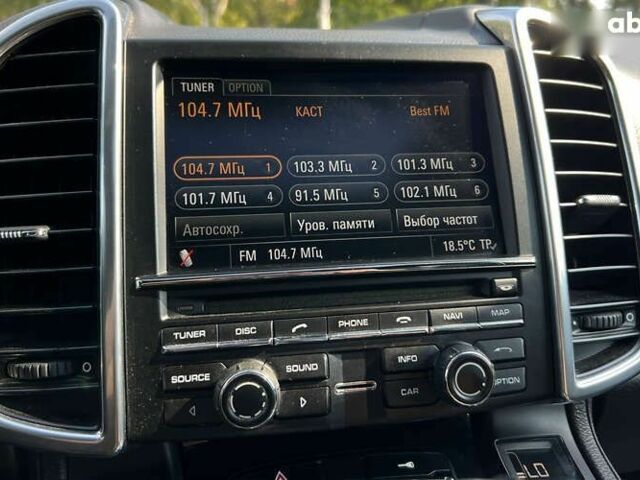 ab
TUNER OPTION
104.7 МГц КАСТ Best FM
104.7 МГц 1 103.3 МГц 2 101.3 МГц 3
101.7 МГц 4 91.5 МГц 5 102.1 МГц 6
Автосохр. Уров. памяти Выбор частот
FM 104.7 МГц 18.5°C TP
TUNER DISC PHONE NAVI MAP
SOURCE SOUND INFO
CAR OPTION
LO